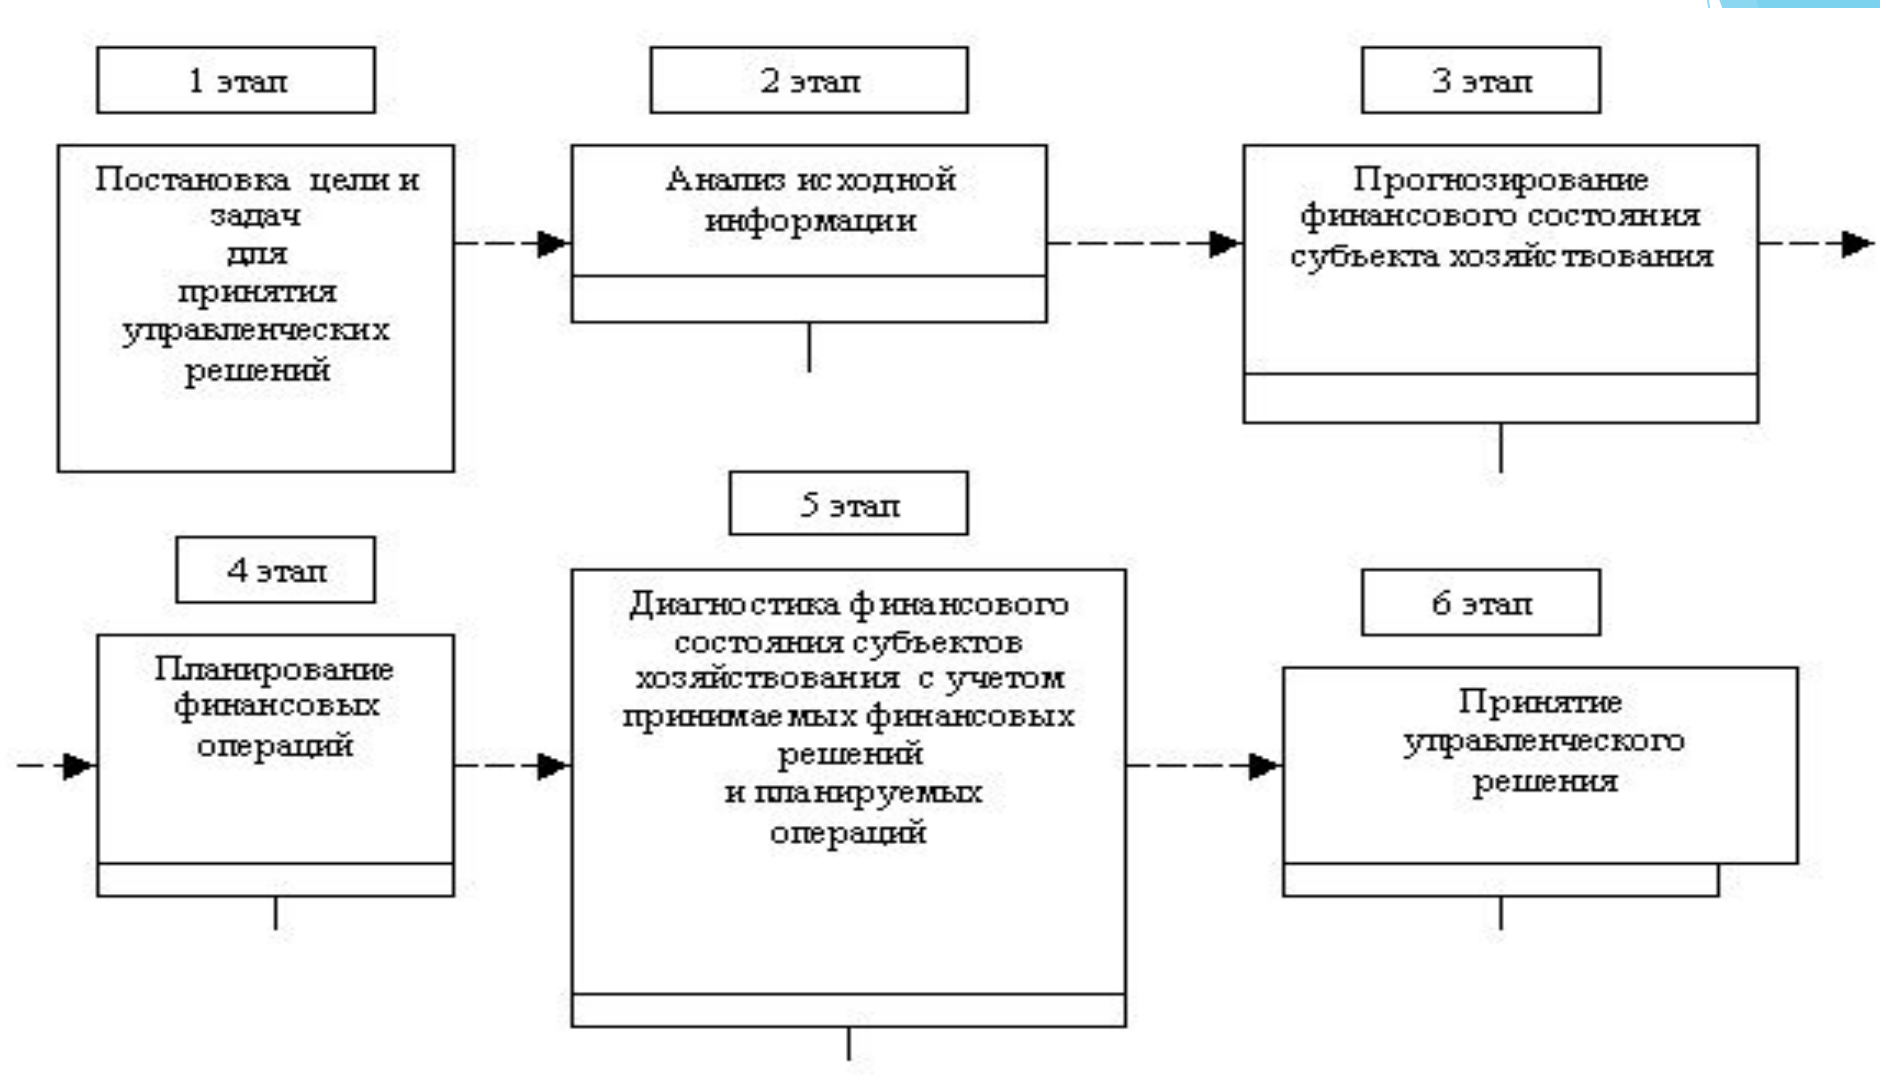 1 этап
Постановка цели и
задач
для
принятия
управленческих
решений
2 этап
Анализ исходной
информации
3 этап
Прогнозирование
финансового состояния
субъекта хозяйствования
4 этап
Планирование
финансовых
операций
5 этап
Диагностика финансового
состояния субъектов
хозяйствования с учетом
принимаемых финансовых
решений
и планируемых
операций
6 этап
Принятие
управленческого
решения